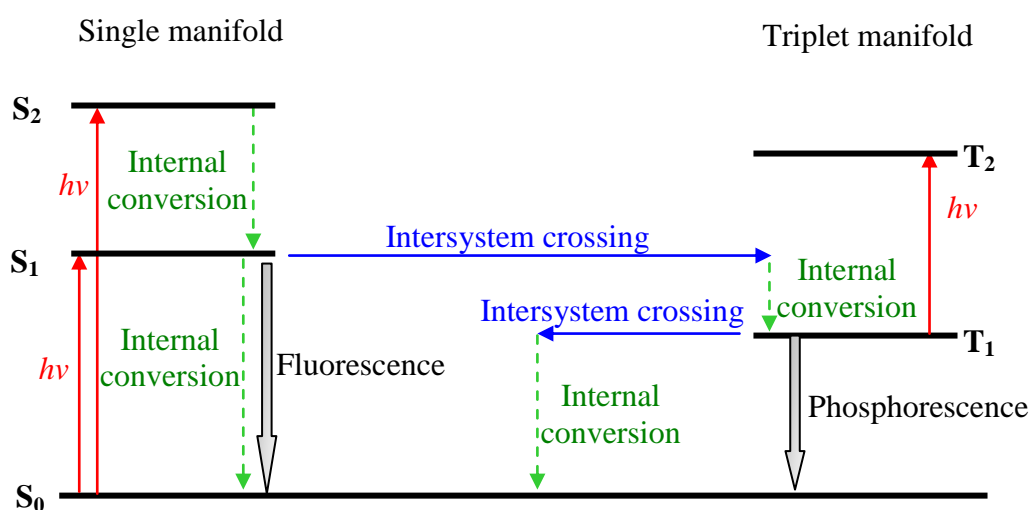 Single manifold
Triplet manifold
S2
Internal
conversion
hν
T2
hν
Intersystem crossing
S1
Internal
conversion
Intersystem crossing
T1
Internal
conversion
hν
Fluorescence
Internal
conversion
Phosphorescence
S0